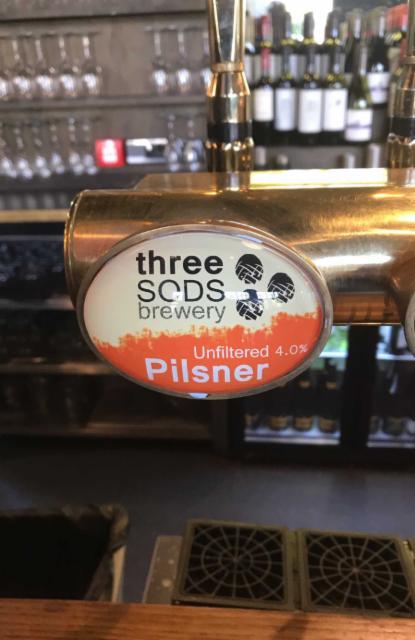 three
SODS
brewery
Unfiltered 4.0%
Pilsner